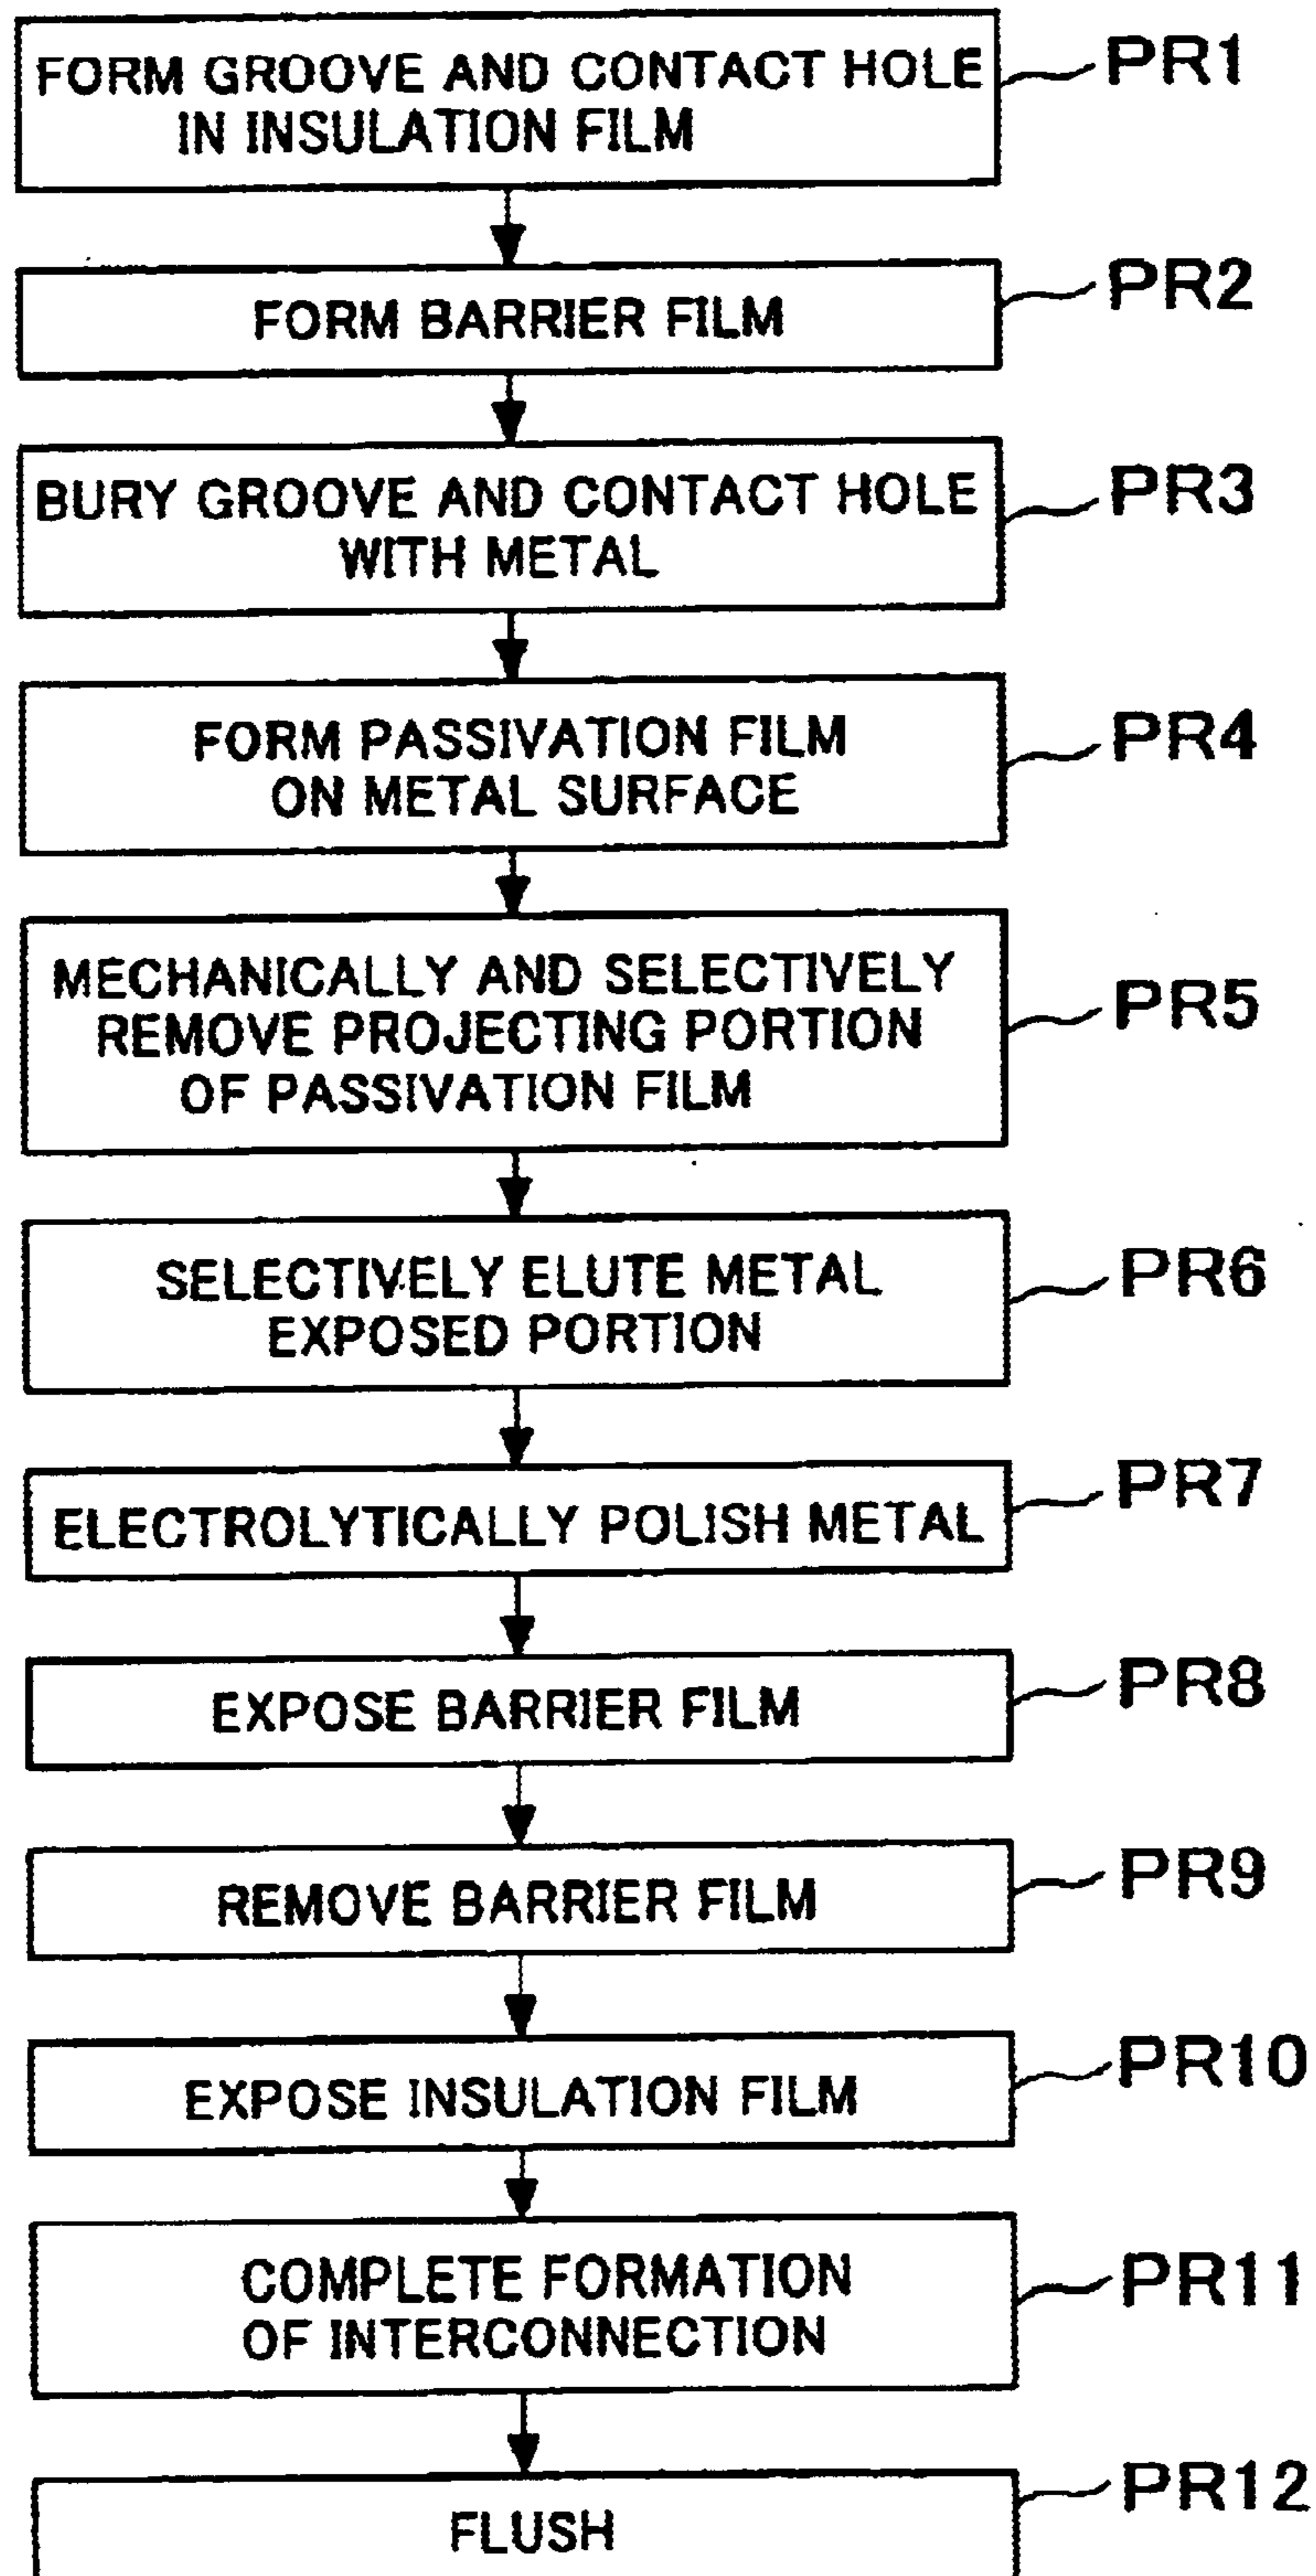 FORM GROOVE AND CONTACT HOLE
IN INSULATION FILM
PR1
FORM BARRIER FILM
PR2
BURY GROOVE AND CONTACT HOLE
WITH METAL
PR3
FORM PASSIVATION FILM
ON METAL SURFACE
PR4
MECHANICALLY AND SELECTIVELY
REMOVE PROJECTING PORTION
OF PASSIVATION FILM
PR5
SELECTIVELY ELUTE METAL
EXPOSED PORTION
PR6
ELECTROLYTICALLY POLISH METAL
PR7
EXPOSE BARRIER FILM
PR8
REMOVE BARRIER FILM
PR9
EXPOSE INSULATION FILM
PR10
COMPLETE FORMATION
OF INTERCONNECTION
PR11
FLUSH
PR12